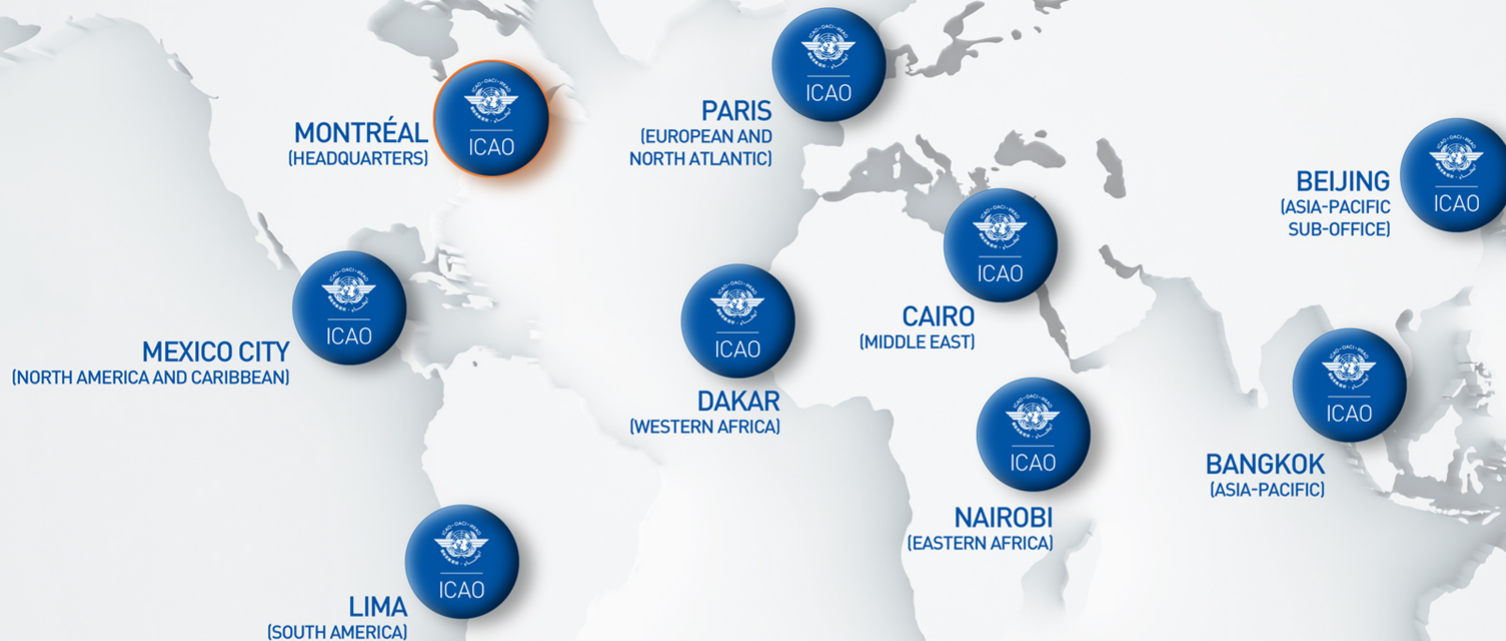 MONTRÉAL
(HEADQUARTERS)
ICAO
PARIS
(EUROPEAN AND
NORTH ATLANTIC)
ICAO
BEIJING
(ASIA-PACIFIC
SUB-OFFICE)
ICAO
MEXICO CITY
(NORTH AMERICA AND CARIBBEAN)
ICAO
DAKAR
(WESTERN AFRICA)
ICAO
CAIRO
(MIDDLE EAST)
ICAO
NAIROBI
(EASTERN AFRICA)
ICAO
BANGKOK
(ASIA-PACIFIC)
ICAO
LIMA
(SOUTH AMERICA)
ICAO